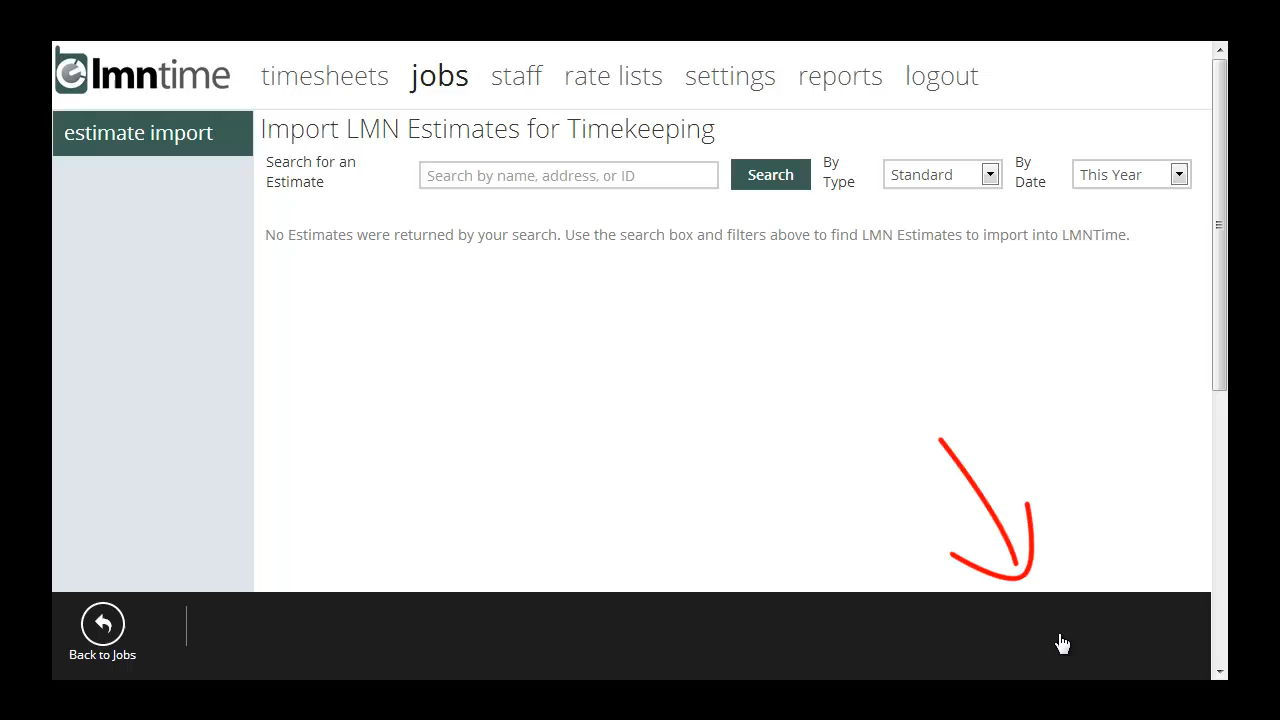 lmntime timesheets jobs staff rate lists settings reports logout
estimate import
Import LMN Estimates for Timekeeping
Search for an Estimate
Search by name, address, or ID
Search
By Type
Standard
By Date
This Year
No Estimates were returned by your search. Use the search box and filters above to find LMN Estimates to import into LMNTime.
Back to Jobs